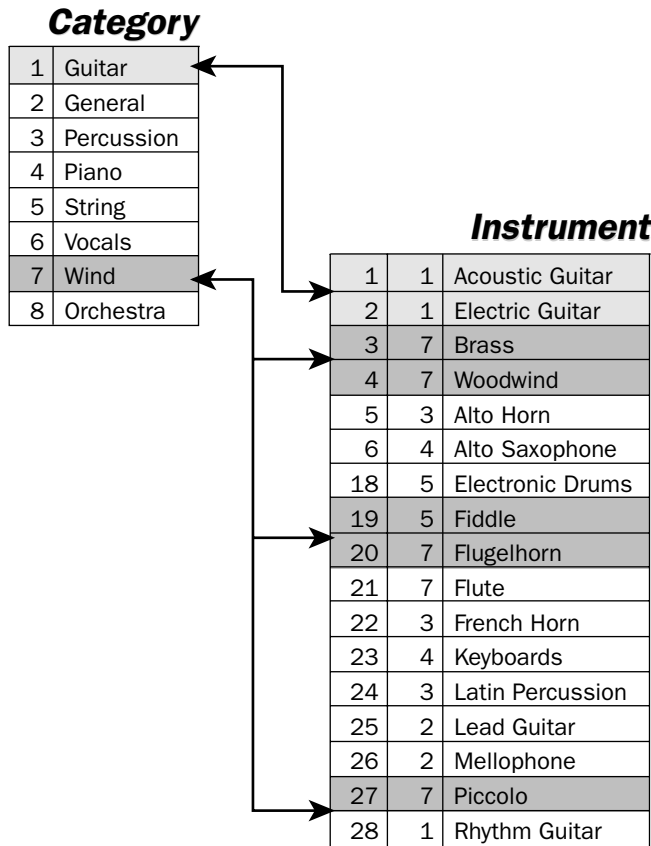 Category
1 Guitar
2 General
3 Percussion
4 Piano
5 String
6 Vocals
7 Wind
8 Orchestra
Instrument
1 1 Acoustic Guitar
2 1 Electric Guitar
3 7 Brass
4 7 Woodwind
5 3 Alto Horn
6 4 Alto Saxophone
18 5 Electronic Drums
19 5 Fiddle
20 7 Flugelhorn
21 7 Flute
22 3 French Horn
23 4 Keyboards
24 3 Latin Percussion
25 2 Lead Guitar
26 2 Mellophone
27 7 Piccolo
28 1 Rhythm Guitar